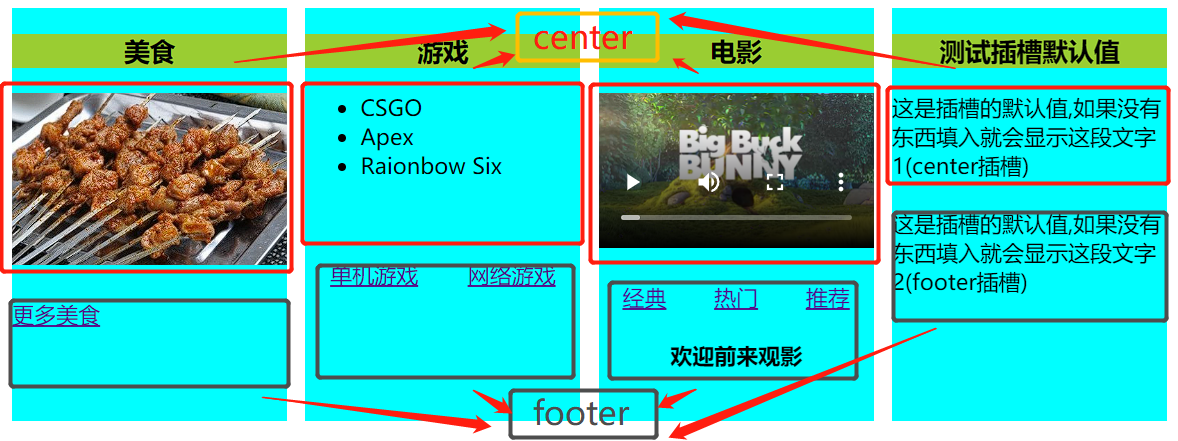 美食
更多美食
游戏
CSGO
Apex
Raionbow Six
单机游戏 网络游戏
center
电影
Big Buck
BUNNY
经典 热门 推荐
欢迎前来观影
footer
测试插槽默认值
这是插槽的默认值,如果没有
东西填入就会显示这段文字
1(center插槽)
这是插槽的默认值,如果没有
东西填入就会显示这段文字
2(footer插槽)